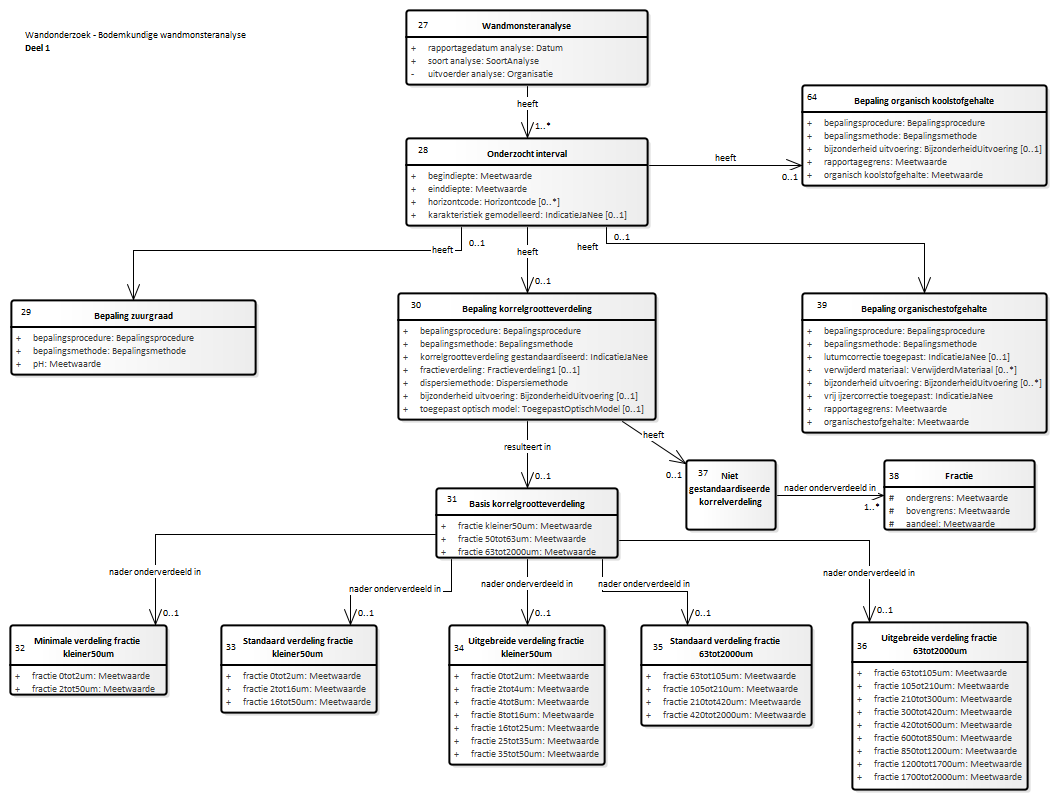 Wandonderzoek - Bodemkundige wandmonsteranalyse
Deel 1
27 Wandmonsteranalyse
+ rapportagedatum analyse: Datum
+ soort analyse: SoortAnalyse
- uitvoerder analyse: Organisatie
heeft
1..*
64 Bepaling organisch koolstofgehalte
+ bepalingsprocedure: Bepalingsprocedure
+ bepalingsmethode: Bepalingsmethode
+ bijzonderheid uitvoering: BijzonderheidUitvoering [0..1]
+ rapportagegrens: Meetwaarde
+ organisch koolstofgehalte: Meetwaarde
28 Onderzocht interval
+ begindiepte: Meetwaarde
+ einddiepte: Meetwaarde
+ horizontcode: Horizontcode [0..*]
+ karakteristiek gemodelleerd: IndicatieJaNee [0..1]
heeft
0..1
heeft
0..1
heeft
0..1
heeft
0..1
29 Bepaling zuurgraad
+ bepalingsprocedure: Bepalingsprocedure
+ bepalingsmethode: Bepalingsmethode
+ pH: Meetwaarde
30 Bepaling korrelgrootteverdeling
+ bepalingsprocedure: Bepalingsprocedure
+ bepalingsmethode: Bepalingsmethode
+ korrelgrootteverdeling gestandaardiseerd: IndicatieJaNee
+ fractieverdeling: Fractieverdeling1 [0..1]
+ dispersiemethode: Dispersiemethode
+ bijzonderheid uitvoering: BijzonderheidUitvoering [0..1]
+ toegepast optisch model: ToegepastOptischModel [0..1]
39 Bepaling organischestofgehalte
+ bepalingsprocedure: Bepalingsprocedure
+ bepalingsmethode: Bepalingsmethode
+ lutumcorrectie toegepast: IndicatieJaNee [0..1]
+ verwijderd materiaal: VerwijderdMateriaal [0..*]
+ bijzonderheid uitvoering: BijzonderheidUitvoering [0..*]
+ vrij ijzercorrectie toegepast: IndicatieJaNee
+ rapportagegrens: Meetwaarde
+ organischestofgehalte: Meetwaarde
resulteert in
0..1
heeft
0..1
37 Niet
gestandaardiseerde
korrelverdeling
nader onderverdeeld in
1..*
38 Fractie
# ondergrens: Meetwaarde
# bovengrens: Meetwaarde
# aandeel: Meetwaarde
31 Basis korrelgrootteverdeling
+ fractie kleiner50um: Meetwaarde
+ fractie 50tot63um: Meetwaarde
+ fractie 63tot2000um: Meetwaarde
nader onderverdeeld in
0..1
nader onderverdeeld in
0..1
nader onderverdeeld in
0..1
nader onderverdeeld in
0..1
nader onderverdeeld in
0..1
32 Minimale verdeling fractie
kleiner50um
+ fractie 0tot2um: Meetwaarde
+ fractie 2tot50um: Meetwaarde
33 Standaard verdeling fractie
kleiner50um
+ fractie 0tot2um: Meetwaarde
+ fractie 2tot16um: Meetwaarde
+ fractie 16tot50um: Meetwaarde
34 Uitgebreide verdeling fractie
kleiner50um
+ fractie 0tot2um: Meetwaarde
+ fractie 2tot4um: Meetwaarde
+ fractie 4tot8um: Meetwaarde
+ fractie 8tot16um: Meetwaarde
+ fractie 16tot25um: Meetwaarde
+ fractie 25tot35um: Meetwaarde
+ fractie 35tot50um: Meetwaarde
35 Standaard verdeling fractie
63tot2000um
+ fractie 63tot105um: Meetwaarde
+ fractie 105ot210um: Meetwaarde
+ fractie 210tot420um: Meetwaarde
+ fractie 420tot2000um: Meetwaarde
36 Uitgebreide verdeling fractie
63tot2000um
+ fractie 63tot105um: Meetwaarde
+ fractie 105ot210um: Meetwaarde
+ fractie 210tot300um: Meetwaarde
+ fractie 300tot420um: Meetwaarde
+ fractie 420tot600um: Meetwaarde
+ fractie 600tot850um: Meetwaarde
+ fractie 850tot1200um: Meetwaarde
+ fractie 1200tot1700um: Meetwaarde
+ fractie 1700tot2000um: Meetwaarde